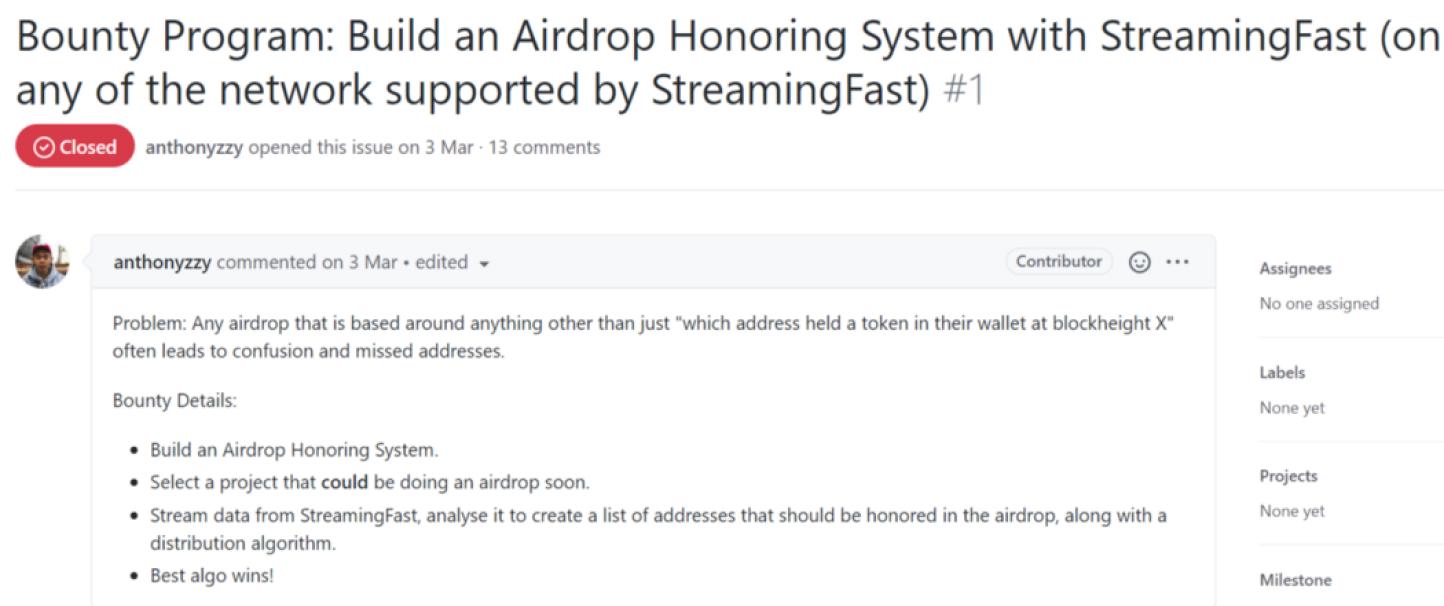 Bounty Program: Build an Airdrop Honoring System with StreamingFast (on
any of the network supported by StreamingFast) #1
Closed anthonyzzy opened this issue on 3 Mar · 13 comments
anthonyzzy commented on 3 Mar • edited
Contributor
Problem: Any airdrop that is based around anything other than just "which address held a token in their wallet at blockheight X"
often leads to confusion and missed addresses.
Bounty Details:
• Build an Airdrop Honoring System.
• Select a project that could be doing an airdrop soon.
• Stream data from StreamingFast, analyse it to create a list of addresses that should be honored in the airdrop, along with a
distribution algorithm.
• Best algo wins!
Assignees
No one assigned
Labels
None yet
Projects
None yet
Milestone